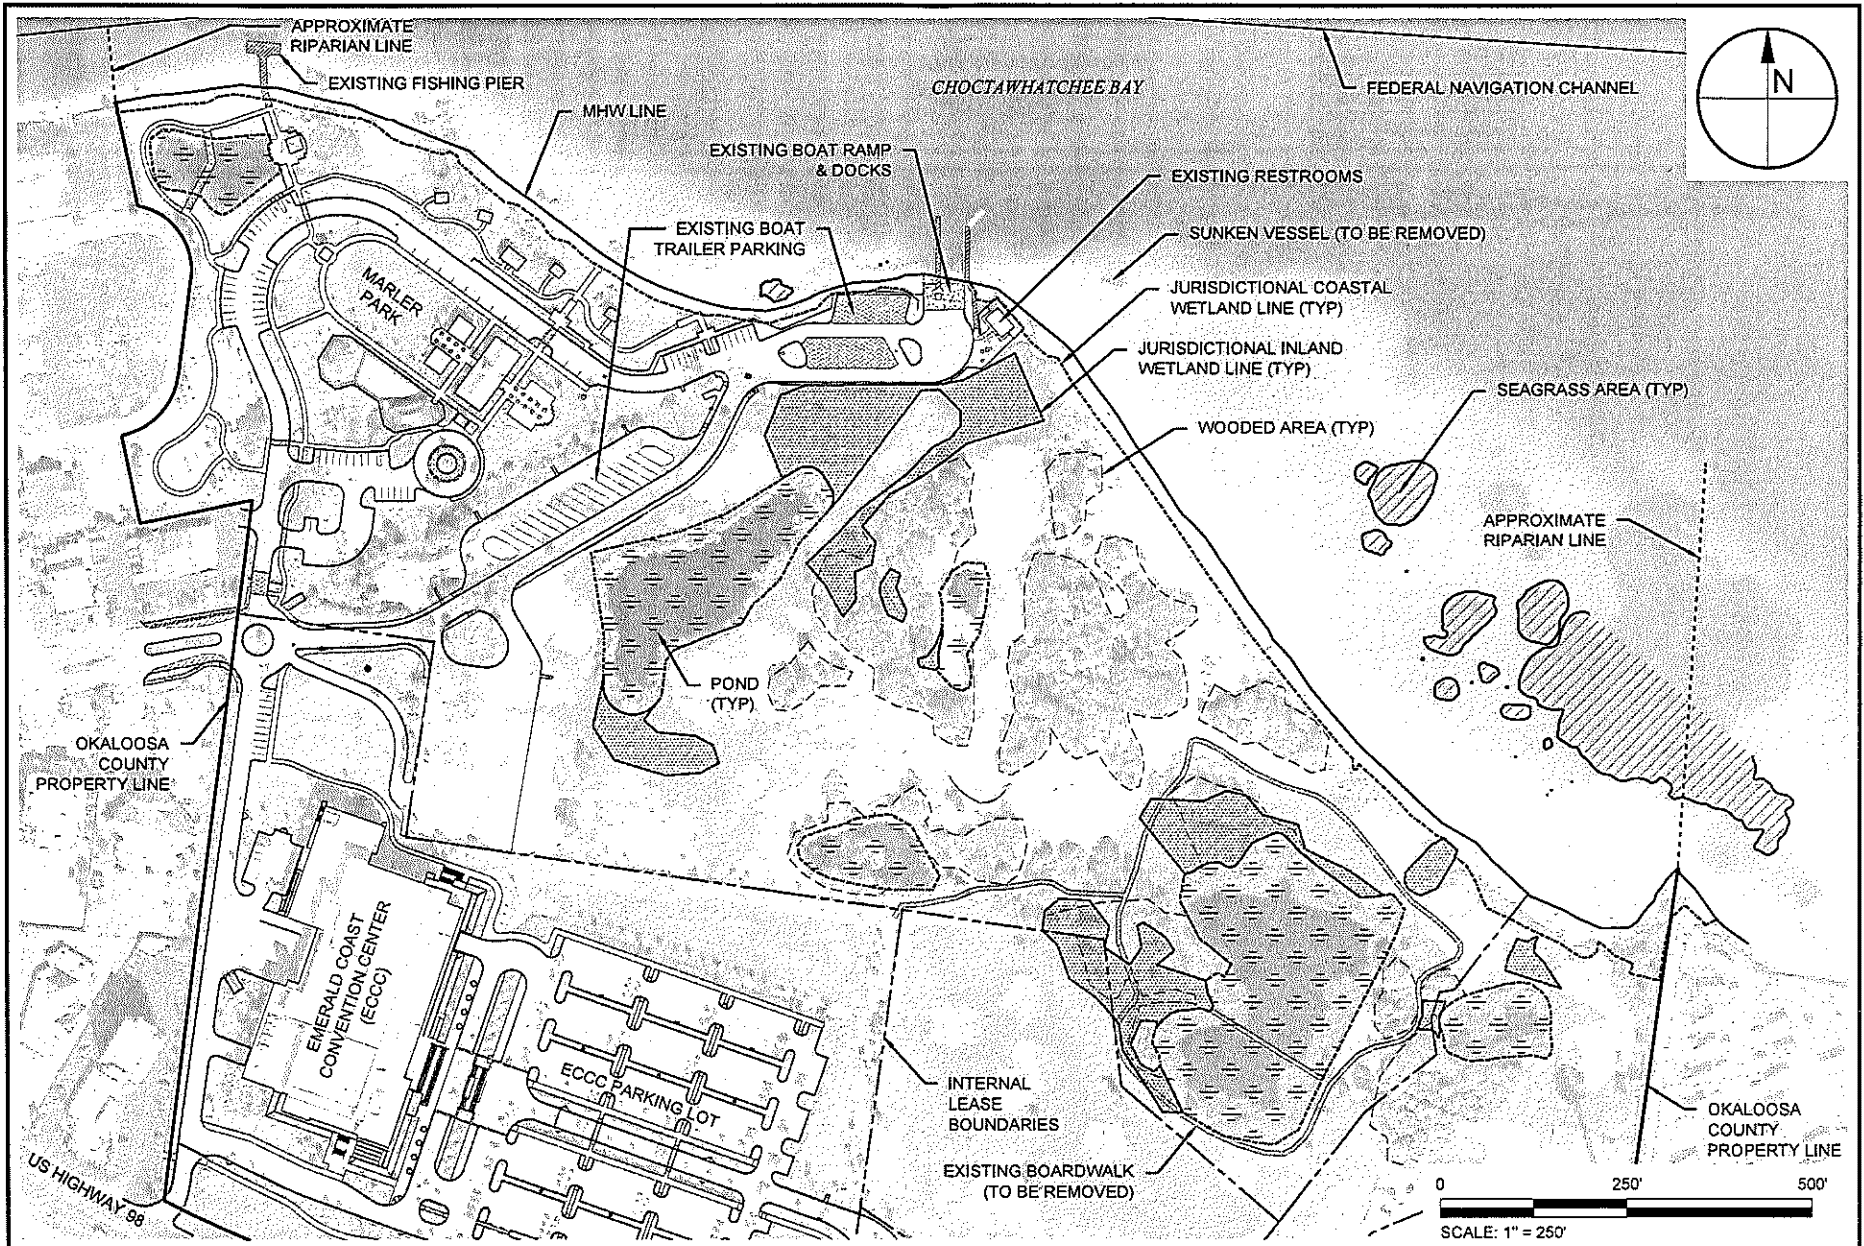 APPROXIMATE
RIPARIAN LINE
EXISTING FISHING PIER
MHW LINE
CHOCTAWHATCHEE BAY
FEDERAL NAVIGATION CHANNEL
N
EXISTING BOAT RAMP
& DOCKS
EXISTING RESTROOMS
EXISTING BOAT
TRAILER PARKING
SUNKEN VESSEL (TO BE REMOVED)
MARLER
PARK
JURISDICTIONAL COASTAL
WETLAND LINE (TYP)
JURISDICTIONAL INLAND
WETLAND LINE (TYP)
SEAGRASS AREA (TYP)
WOODED AREA (TYP)
APPROXIMATE
RIPARIAN LINE
POND
(TYP)
OKALOOSA
COUNTY
PROPERTY LINE
EMERALD COAST
CONVENTION CENTER
(ECCC)
ECCC PARKING LOT
INTERNAL
LEASE
BOUNDARIES
EXISTING BOARDWALK
(TO BE REMOVED)
OKALOOSA
COUNTY
PROPERTY LINE
US HIGHWAY 98
0 250' 500'
SCALE: 1" = 250'